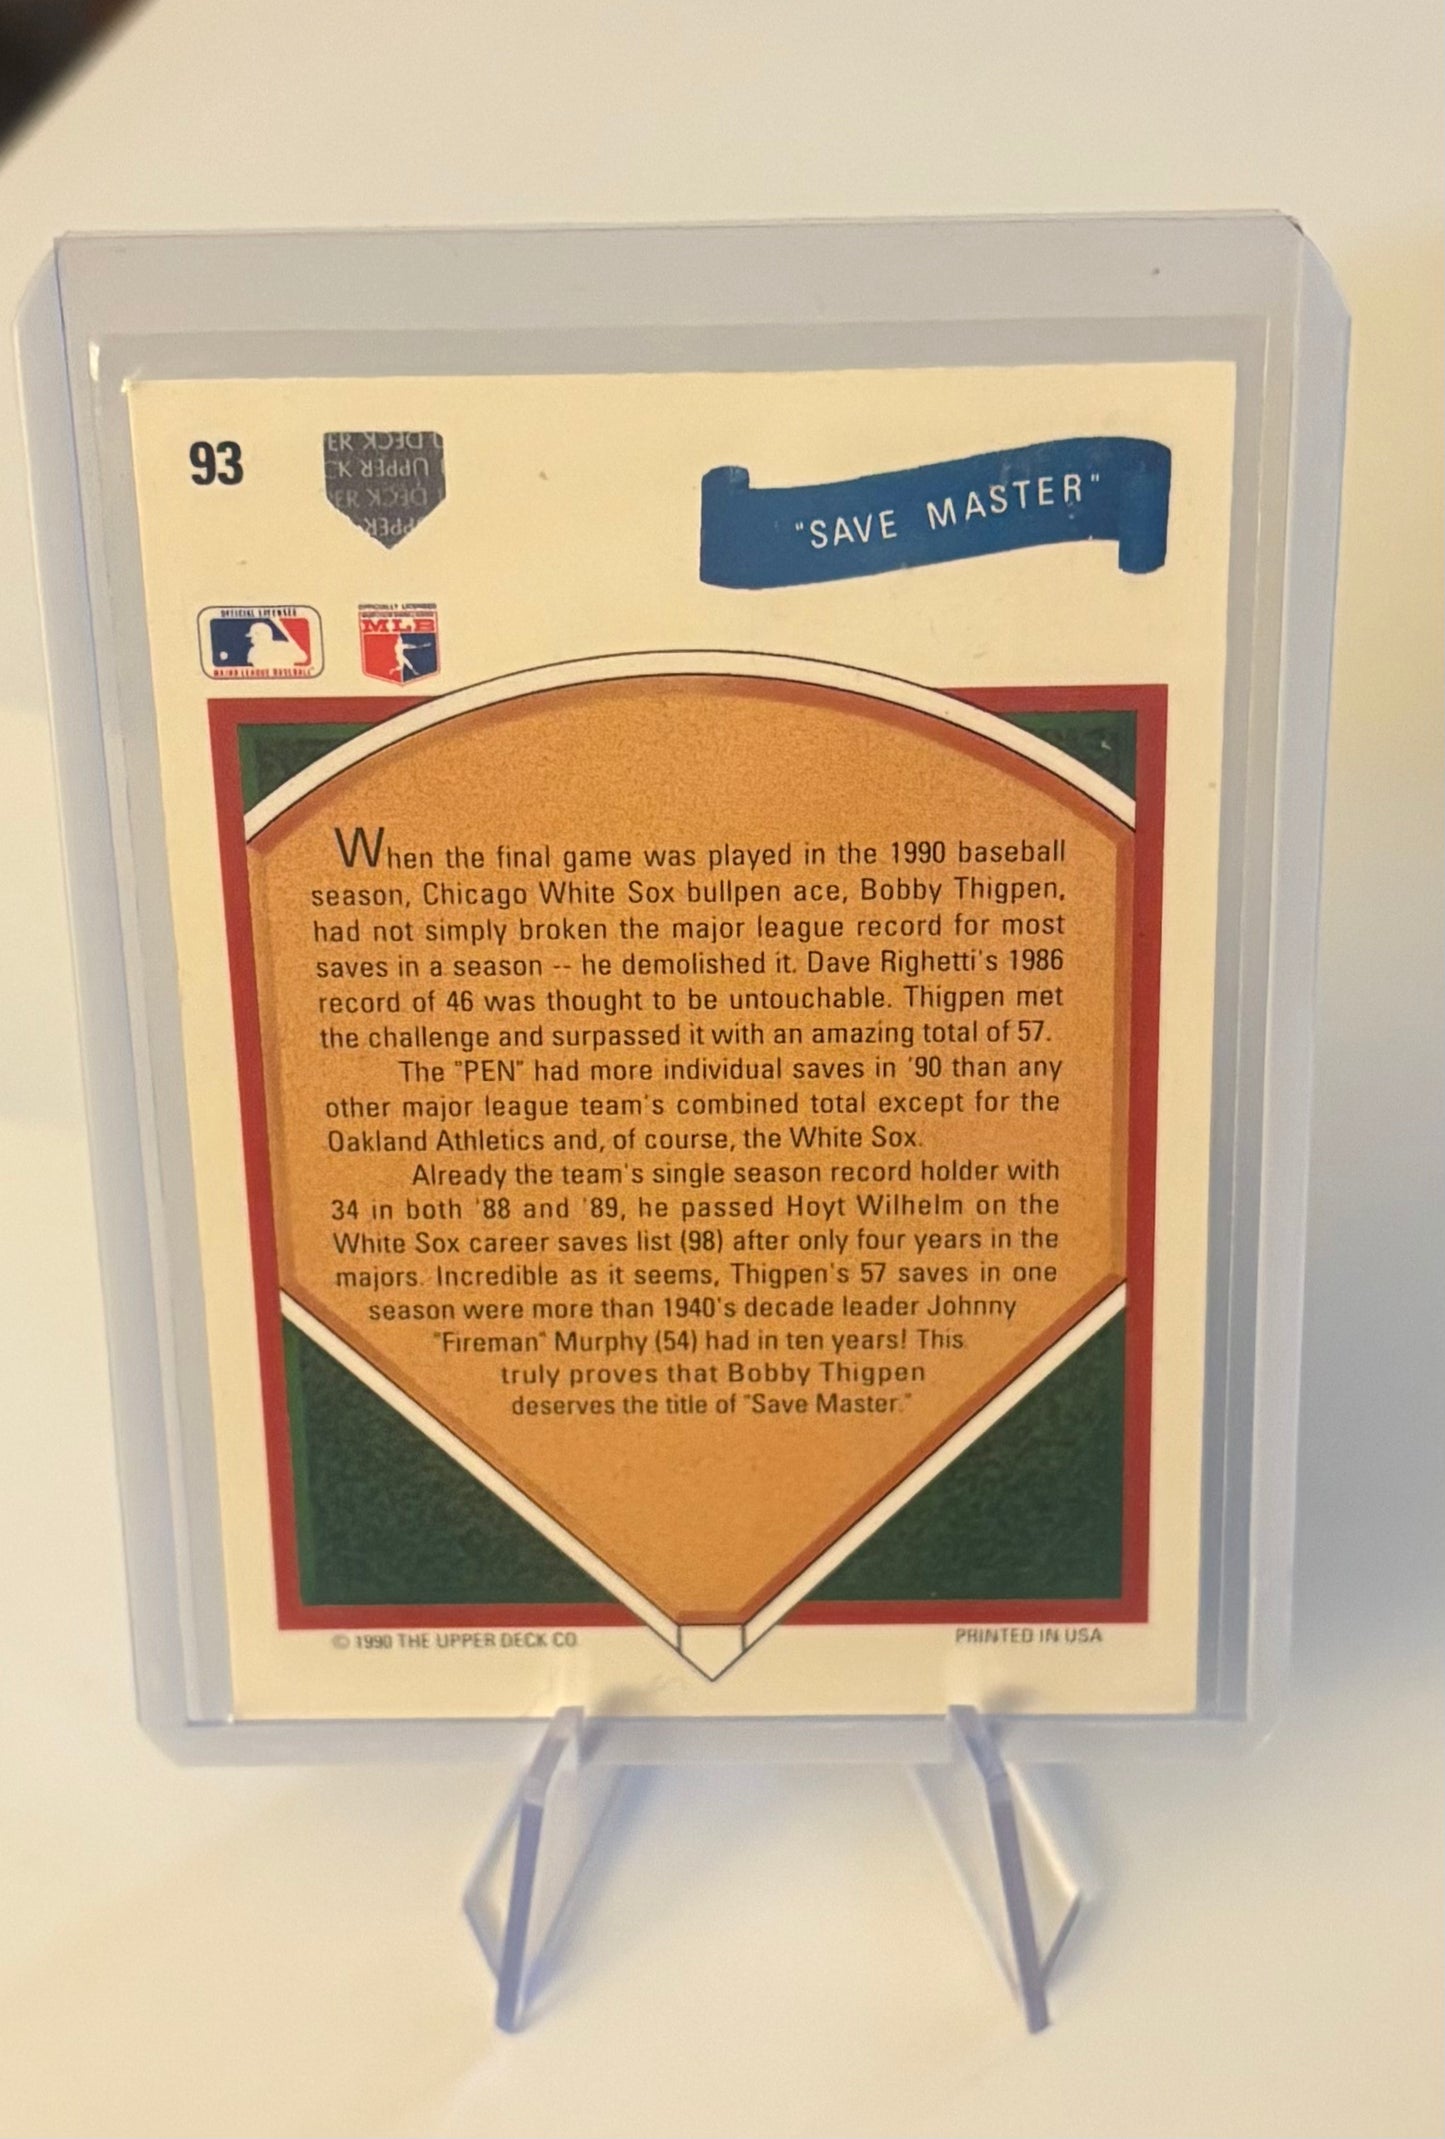 93
"SAVE MASTER"
OFFICIAL LICENSEE
MAJOR LEAGUE BASEBALL
OFFICIALLY LICENSED
MLB
When the final game was played in the 1990 baseball
season, Chicago White Sox bullpen ace, Bobby Thigpen,
had not simply broken the major league record for most
saves in a season -- he demolished it. Dave Righetti's 1986
record of 46 was thought to be untouchable. Thigpen met
the challenge and surpassed it with an amazing total of 57.
The "PEN" had more individual saves in '90 than any
other major league team's combined total except for the
Oakland Athletics and, of course, the White Sox.
Already the team's single season record holder with
34 in both '88 and '89, he passed Hoyt Wilhelm on the
White Sox career saves list (98) after only four years in the
majors. Incredible as it seems, Thigpen's 57 saves in one
season were more than 1940's decade leader Johnny
"Fireman" Murphy (54) had in ten years! This
truly proves that Bobby Thigpen
deserves the title of "Save Master."
© 1990 THE UPPER DECK CO
PRINTED IN USA